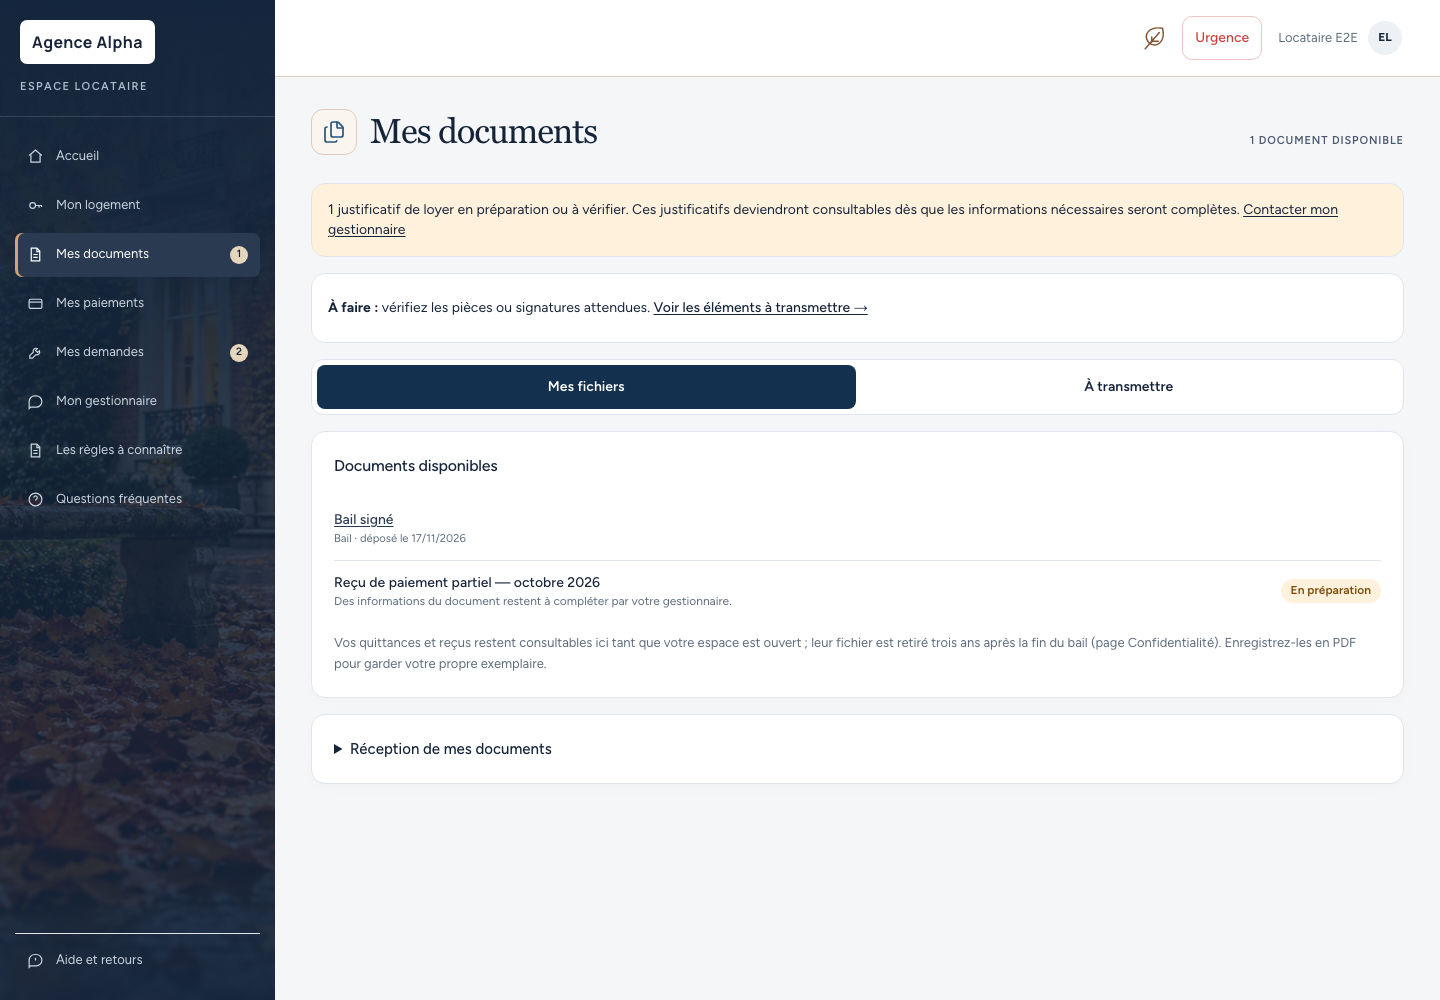 Agence Alpha
ESPACE LOCATAIRE
Accueil
Mon logement
Mes documents 1
Mes paiements
Mes demandes 2
Mon gestionnaire
Les règles à connaître
Questions fréquentes
Aide et retours
Urgence
Locataire E2E EL
Mes documents
1 DOCUMENT DISPONIBLE
1 justificatif de loyer en préparation ou à vérifier. Ces justificatifs deviendront consultables dès que les informations nécessaires seront complètes. Contacter mon
gestionnaire
À faire : vérifiez les pièces ou signatures attendues. Voir les éléments à transmettre →
Mes fichiers
À transmettre
Documents disponibles
Bail signé
Bail · déposé le 17/11/2026
Reçu de paiement partiel — octobre 2026
Des informations du document restent à compléter par votre gestionnaire.
En préparation
Vos quittances et reçus restent consultables ici tant que votre espace est ouvert ; leur fichier est retiré trois ans après la fin du bail (page Confidentialité). Enregistrez-les en PDF
pour garder votre propre exemplaire.
Réception de mes documents